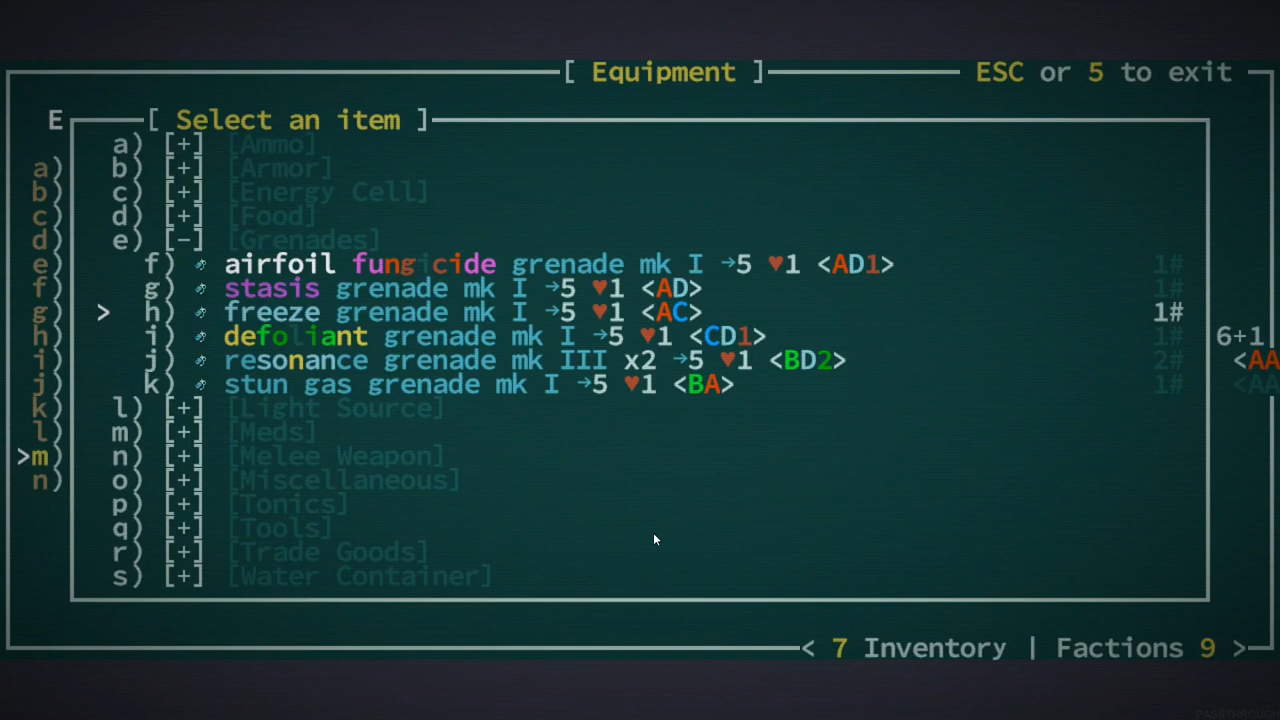 [ Equipment ] ESC or 5 to exit
E [ Select an item ]
a) [+] [Ammo]
a) b) [+] [Armor]
b) c) [+] [Energy Cell]
c) d) [+] [Food]
d) e) [-] [Grenades]
e) f) airfoil fungicide grenade mk I →5 ♥1 <AD1> 1#
f) g) stasis grenade mk I →5 ♥1 <AD> 1#
g) > h) freeze grenade mk I →5 ♥1 <AC> 1#
h) i) defoliant grenade mk I →5 ♥1 <CD1> 1# 6+1
i) j) resonance grenade mk III x2 →5 ♥1 <BD2> 2# <AA
j) k) stun gas grenade mk I →5 ♥1 <BA> 1# <AA
k) l) [+] [Light Source]
l) m) [+] [Meds]
>m) n) [+] [Melee Weapon]
n) o) [+] [Miscellaneous]
p) [+] [Tonics]
q) [+] [Tools]
r) [+] [Trade Goods]
s) [+] [Water Container]
< 7 Inventory | Factions 9 >